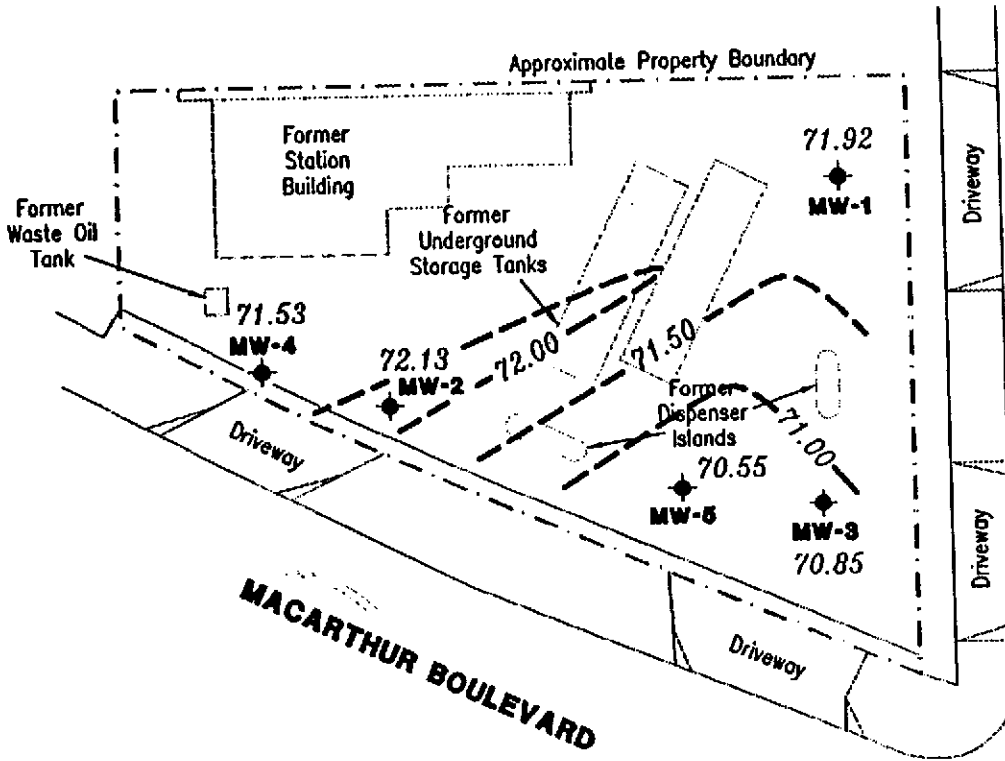 Approximate Property Boundary
Former
Station
Building
71.92
MW-1
Driveway
Former
Waste Oil
Tank
Former
Underground
Storage Tanks
71.53
MW-4
72.13
MW-2
72.00
71.50
Former
Dispenser
Islands
71.00
Driveway
70.55
MW-5
MW-3
70.85
Driveway
MACARTHUR BOULEVARD
Driveway